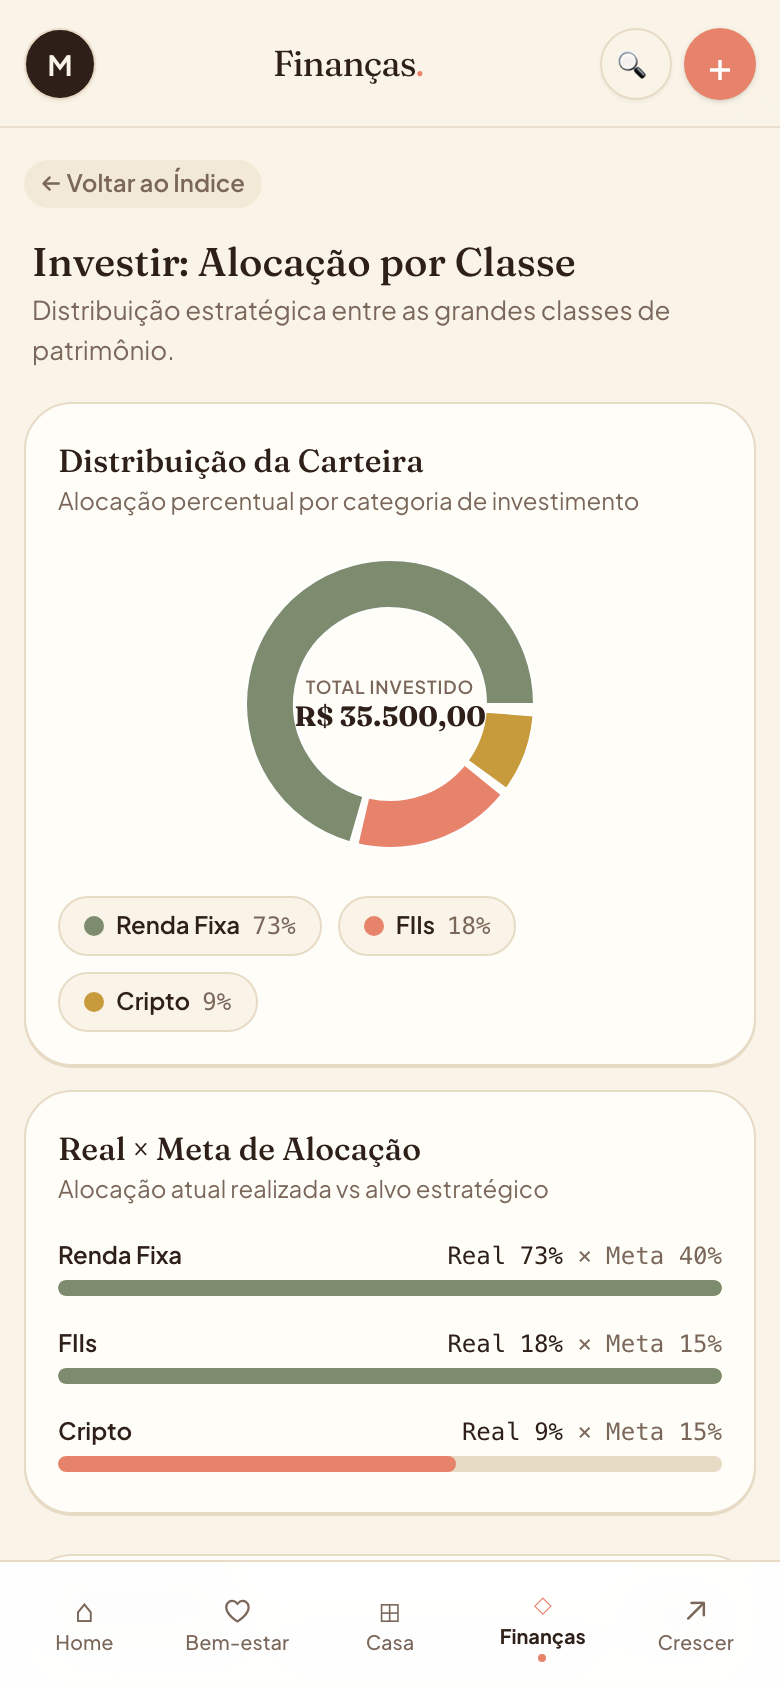 M
Finanças.
+
← Voltar ao Índice
Investir: Alocação por Classe
Distribuição estratégica entre as grandes classes de
patrimônio.
Distribuição da Carteira
Alocação percentual por categoria de investimento
TOTAL INVESTIDO
R$ 35.500,00
Renda Fixa 73%
FIIs 18%
Cripto 9%
Real × Meta de Alocação
Alocação atual realizada vs alvo estratégico
Renda Fixa Real 73% × Meta 40%
FIIs Real 18% × Meta 15%
Cripto Real 9% × Meta 15%
Home Bem-estar Casa Finanças Crescer